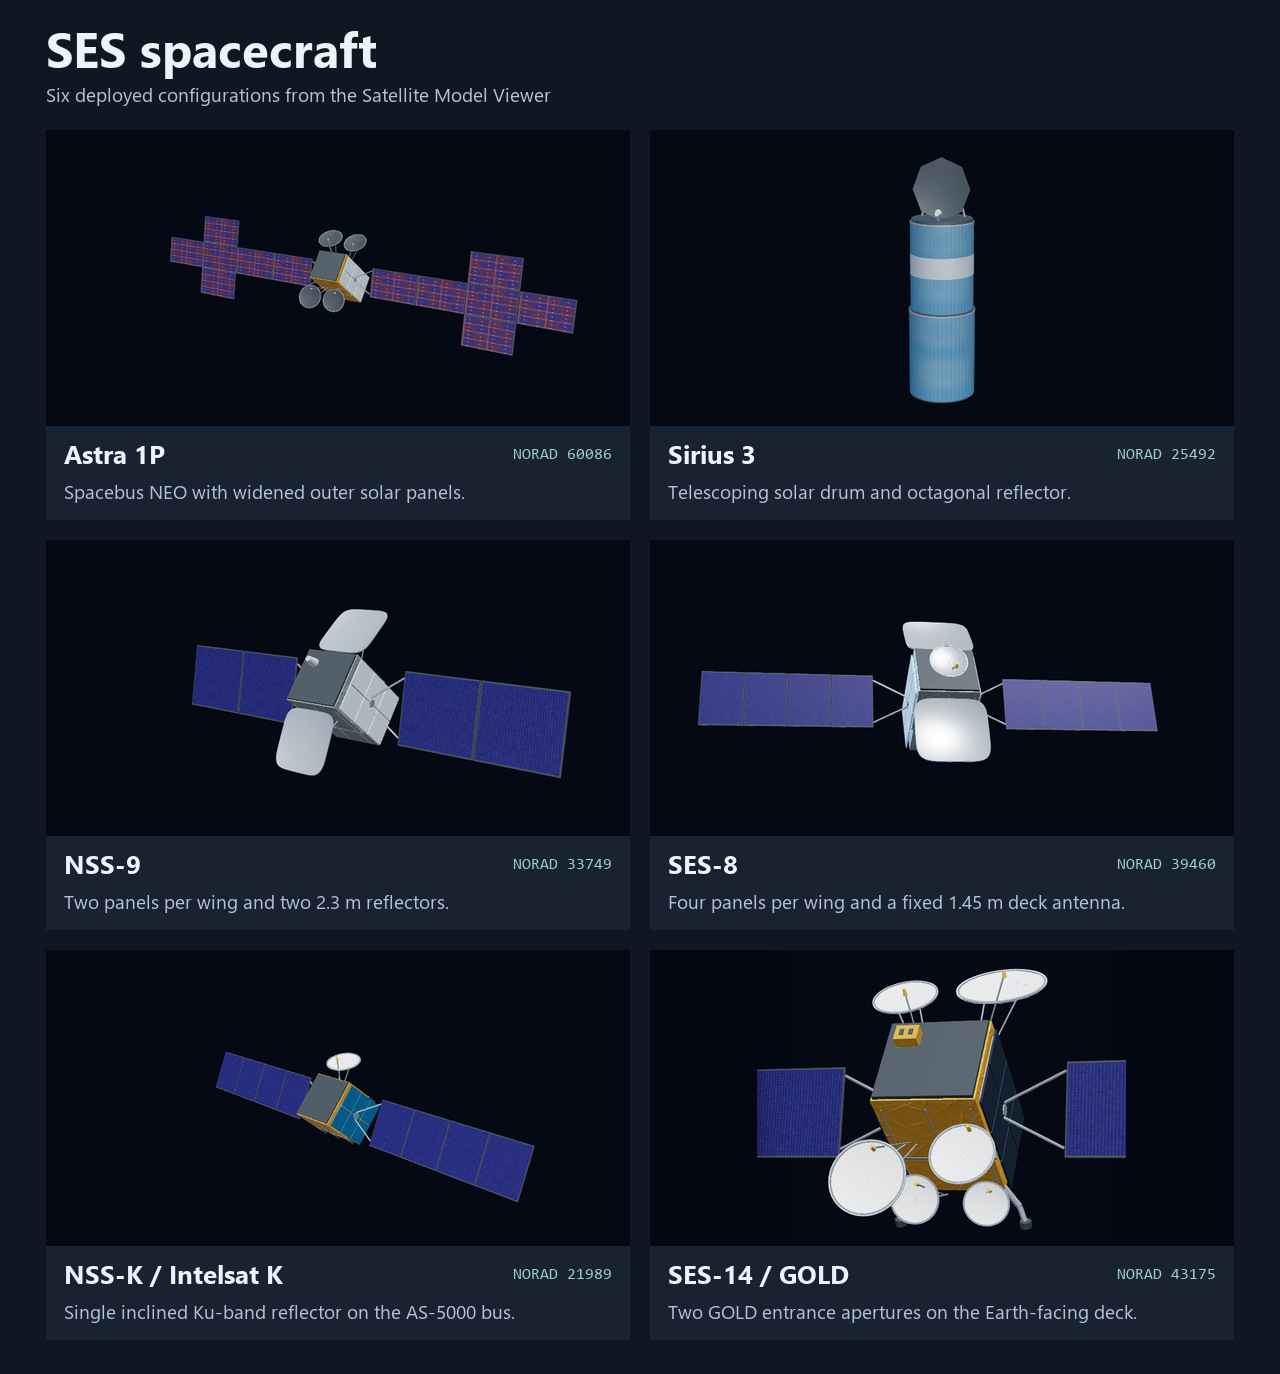 SES spacecraft
Six deployed configurations from the Satellite Model Viewer
Astra 1P
NORAD 60086
Spacebus NEO with widened outer solar panels.
Sirius 3
NORAD 25492
Telescoping solar drum and octagonal reflector.
NSS-9
NORAD 33749
Two panels per wing and two 2.3 m reflectors.
SES-8
NORAD 39460
Four panels per wing and a fixed 1.45 m deck antenna.
NSS-K / Intelsat K
NORAD 21989
Single inclined Ku-band reflector on the AS-5000 bus.
SES-14 / GOLD
NORAD 43175
Two GOLD entrance apertures on the Earth-facing deck.